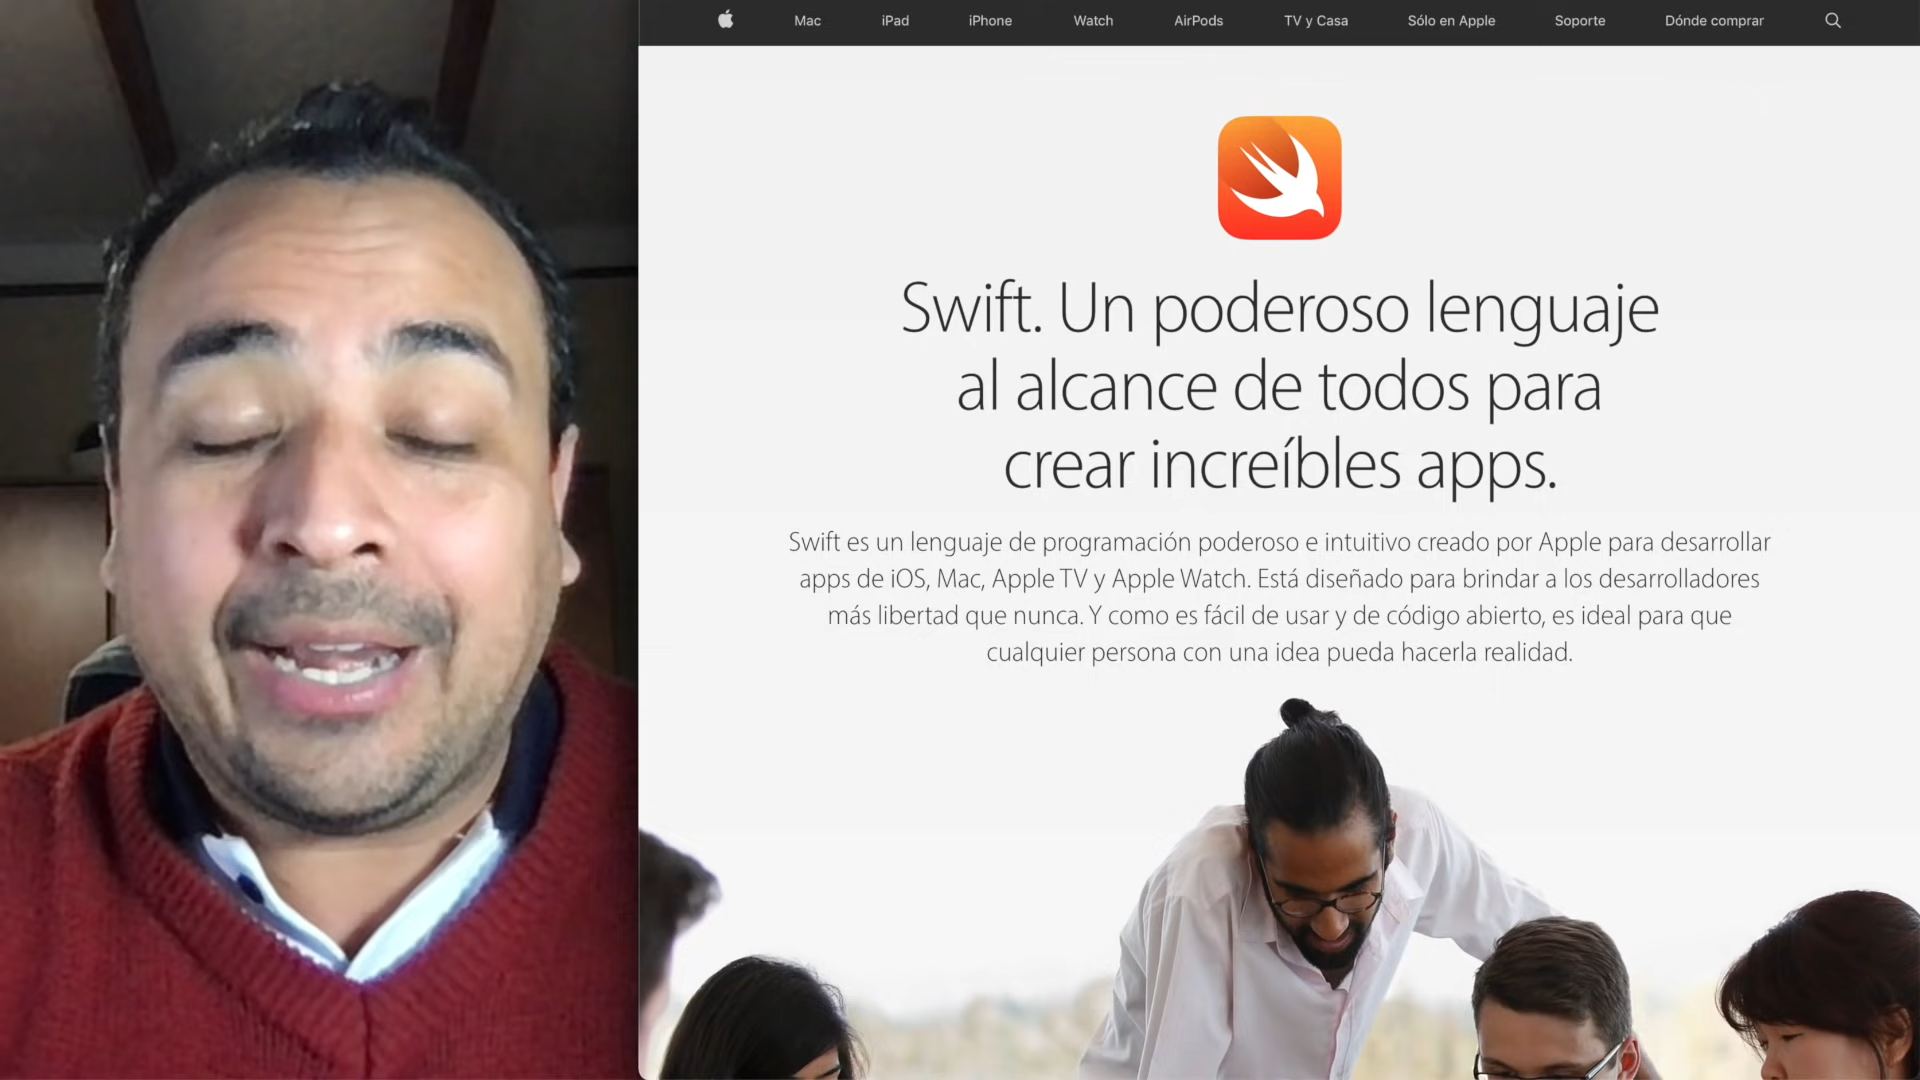 Mac iPad iPhone Watch AirPods TV y Casa Sólo en Apple Soporte Dónde comprar
Swift. Un poderoso lenguaje
al alcance de todos para
crear increíbles apps.
Swift es un lenguaje de programación poderoso e intuitivo creado por Apple para desarrollar
apps de iOS, Mac, Apple TV y Apple Watch. Está diseñado para brindar a los desarrolladores
más libertad que nunca. Y como es fácil de usar y de código abierto, es ideal para que
cualquier persona con una idea pueda hacerla realidad.